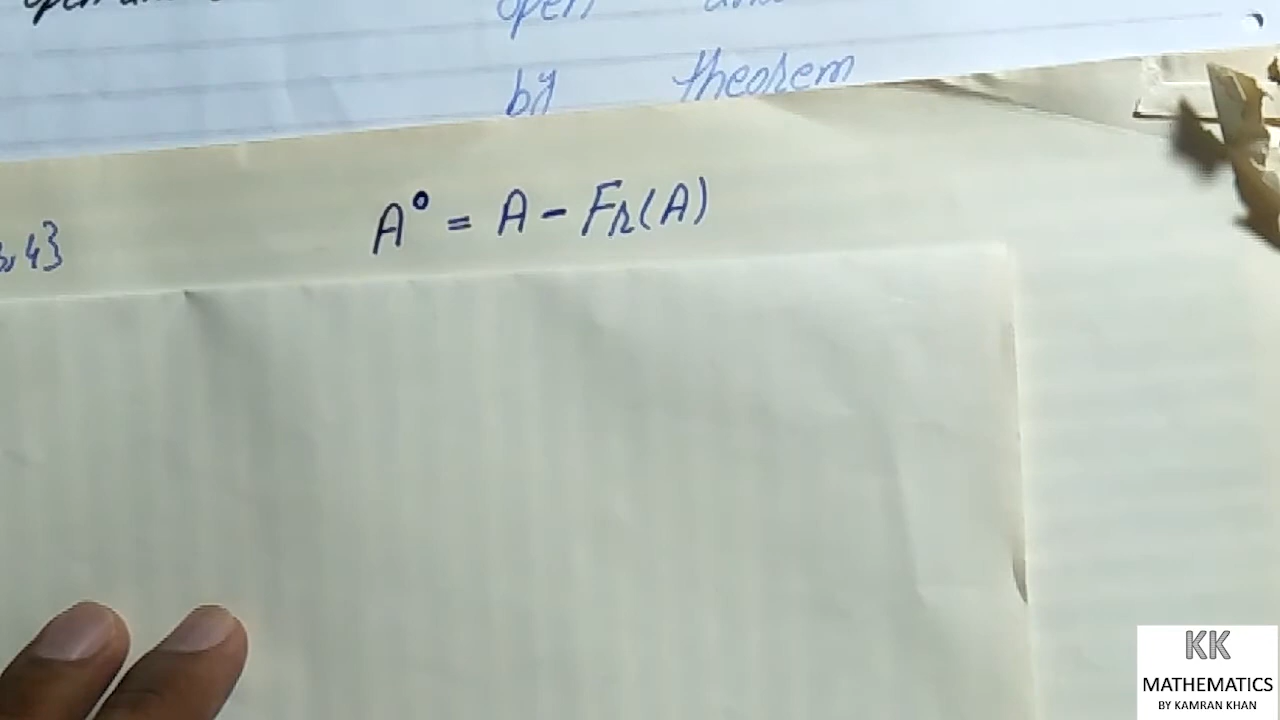 open
by theorem
A° = A - Fr(A)
,4}
KK
MATHEMATICS
BY KAMRAN KHAN